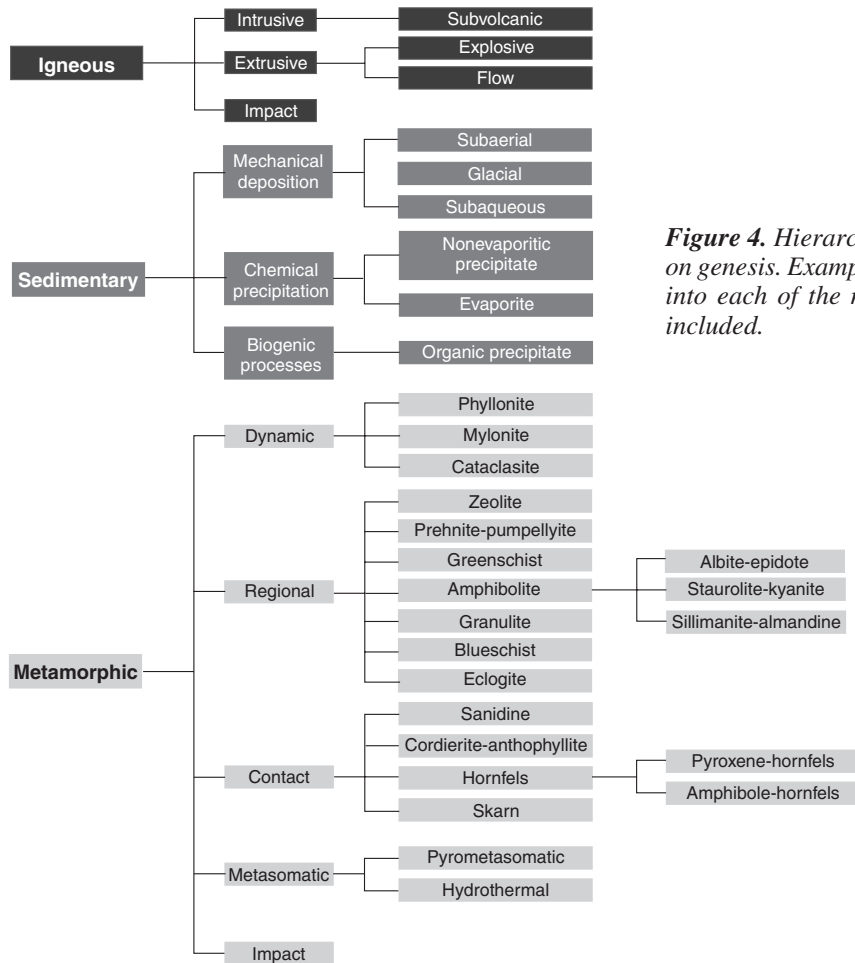 Igneous
Intrusive
Subvolcanic
Extrusive
Explosive
Flow
Impact
Sedimentary
Mechanical
deposition
Subaerial
Glacial
Subaqueous
Chemical
precipitation
Nonevaporitic
precipitate
Evaporite
Biogenic
processes
Organic precipitate
Figure 4. Hierarc
on genesis. Examp
into each of the
included.
Metamorphic
Dynamic
Phyllonite
Mylonite
Cataclasite
Regional
Zeolite
Prehnite-pumpellyite
Greenschist
Amphibolite
Albite-epidote
Staurolite-kyanite
Sillimanite-almandine
Granulite
Blueschist
Eclogite
Contact
Sanidine
Cordierite-anthophyllite
Hornfels
Pyroxene-hornfels
Amphibole-hornfels
Skarn
Metasomatic
Pyrometasomatic
Hydrothermal
Impact